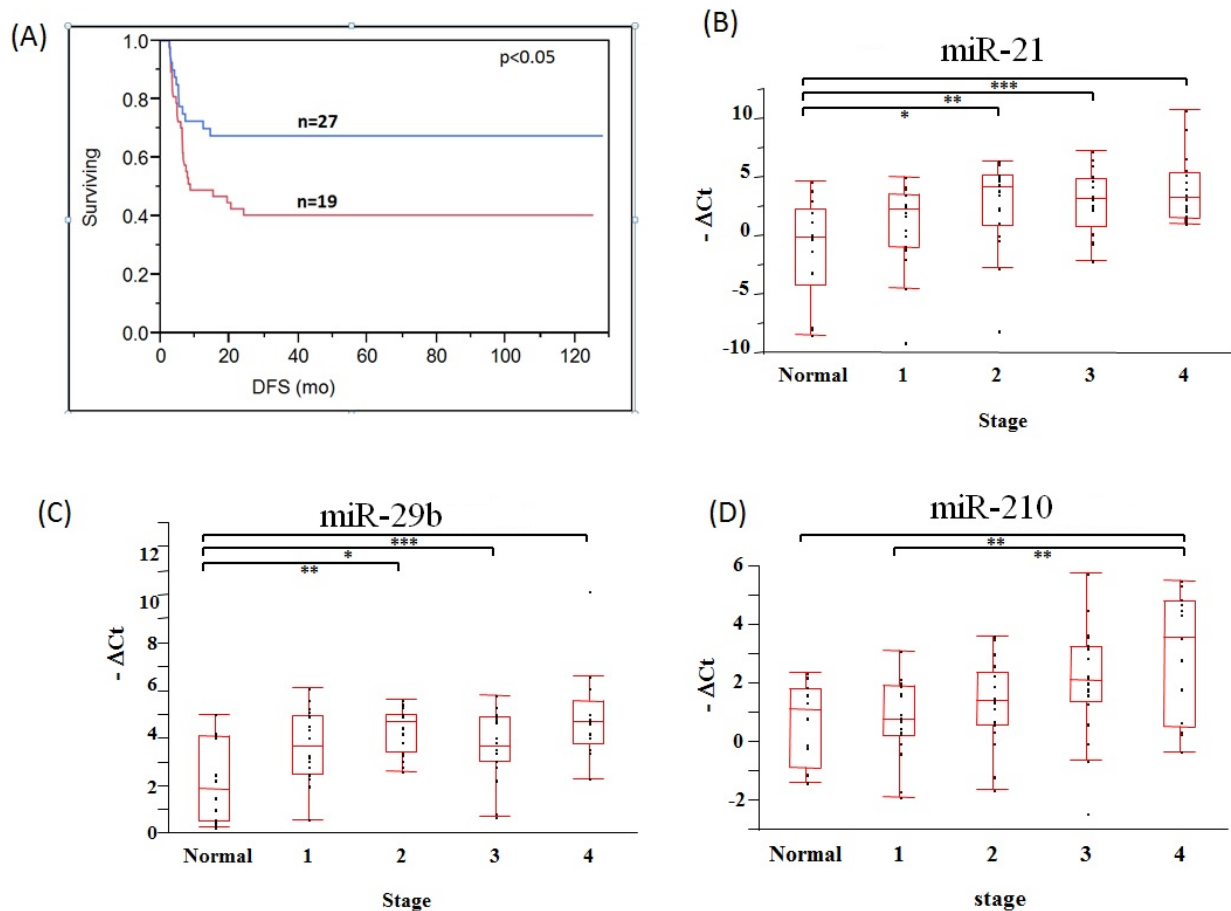 (A)
p<0.05
n=27
n=19
Surviving
1.0
0.8
0.6
0.4
0.2
0.0
0 20 40 60 80 100 120
DFS (mo)
(B)
miR-21
***
**
*
- ΔCt
10
5
0
-5
-10
Normal 1 2 3 4
Stage
(C)
miR-29b
***
*
**
- ΔCt
12
10
8
6
4
2
0
Normal 1 2 3 4
Stage
(D)
miR-210
**
**
- ΔCt
6
4
2
0
-2
Normal 1 2 3 4
stage